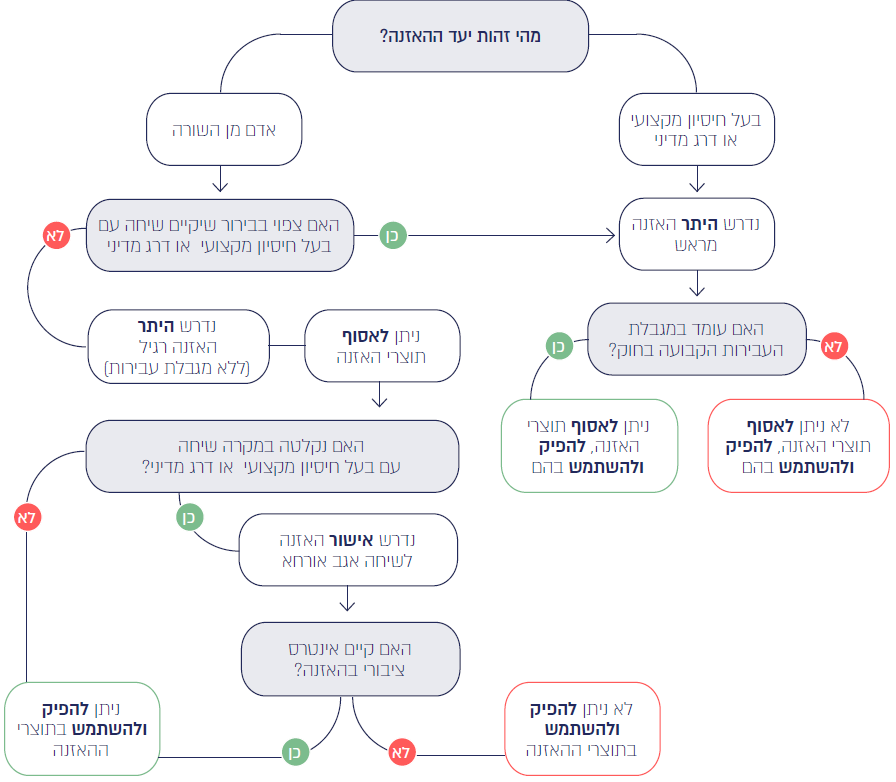 מהי זהות יעד ההאזנה?
בעל חיסיון מקצועי
או דרג מדיני
אדם מן השורה
נדרש היתר האזנה
מראש
האם צפוי בבירור שיקיים שיחה עם
בעל חיסיון מקצועי או דרג מדיני
כן
לא
האם עומד במגבלת
העבירות הקבועה בחוק?
כן
לא
נדרש היתר
האזנה רגיל
(ללא מגבלת עבירות)
ניתן לאסוף
תוצרי האזנה
לא ניתן לאסוף
תוצרי האזנה, להפיק
ולהשתמש בהם
ניתן לאסוף תוצרי
האזנה, להפיק
ולהשתמש בהם
האם נקלטה במקרה שיחה
עם בעל חיסיון מקצועי או דרג מדיני?
כן
לא
נדרש אישור האזנה
לשיחה אגב אורחא
האם קיים אינטרס
ציבורי בהאזנה?
לא ניתן להפיק
ולהשתמש
בתוצרי ההאזנה
ניתן להפיק
ולהשתמש בתוצרי
ההאזנה
לא
כן